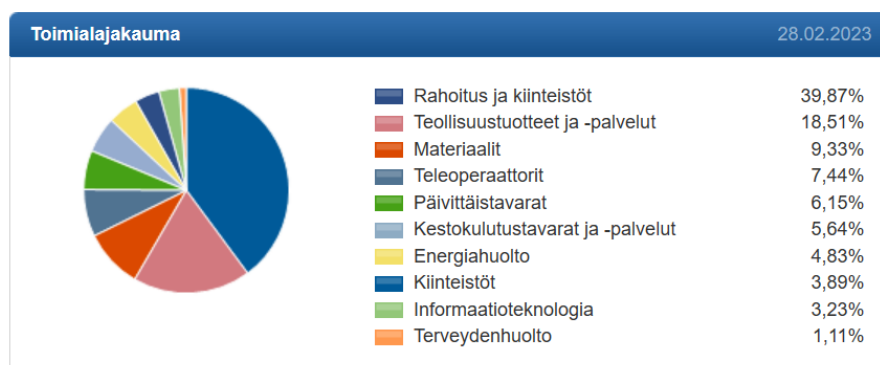 Toimialajakauma 28.02.2023
Rahoitus ja kiinteistöt 39,87%
Teollisuustuotteet ja -palvelut 18,51%
Materiaalit 9,33%
Teleoperaattorit 7,44%
Päivittäistavarat 6,15%
Kestokulutustavarat ja -palvelut 5,64%
Energiahuolto 4,83%
Kiinteistöt 3,89%
Informaatioteknologia 3,23%
Terveydenhuolto 1,11%